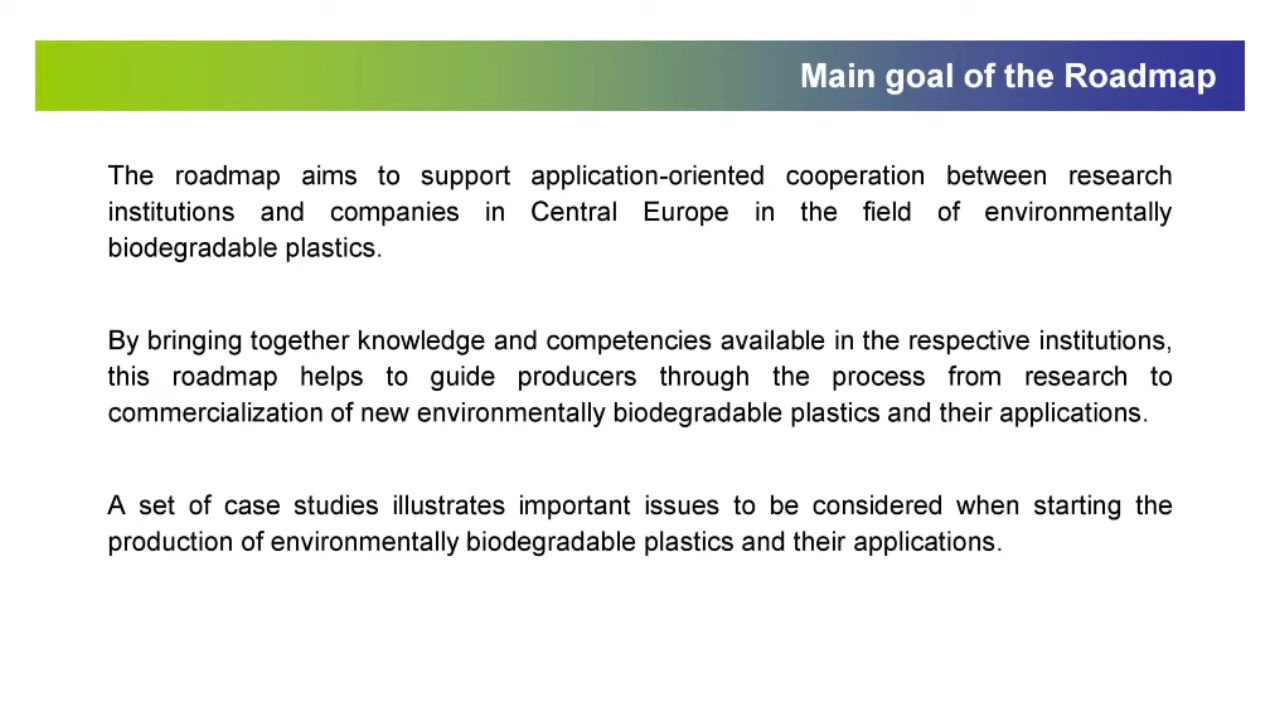 Main goal of the Roadmap
The roadmap aims to support application-oriented cooperation between research
institutions and companies in Central Europe in the field of environmentally
biodegradable plastics.
By bringing together knowledge and competencies available in the respective institutions,
this roadmap helps to guide producers through the process from research to
commercialization of new environmentally biodegradable plastics and their applications.
A set of case studies illustrates important issues to be considered when starting the
production of environmentally biodegradable plastics and their applications.